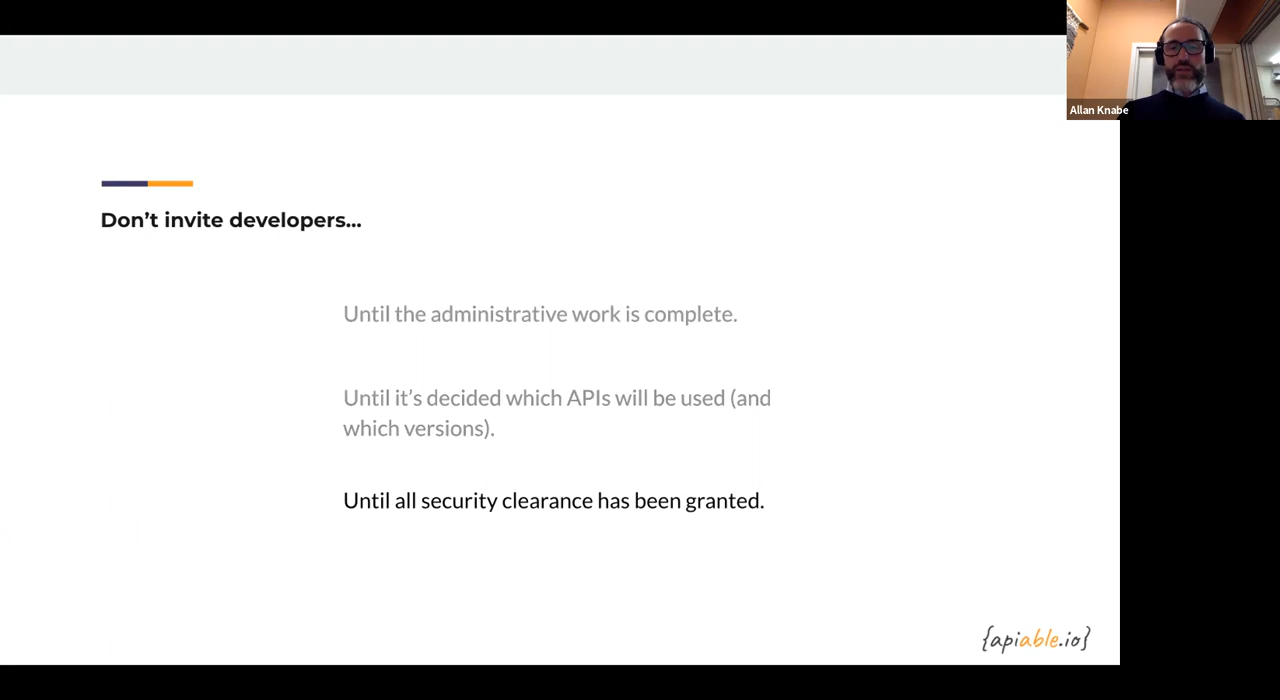 Allan Knabe
Don't invite developers...
Until the administrative work is complete.
Until it's decided which APIs will be used (and
which versions).
Until all security clearance has been granted.
{apiable.io}